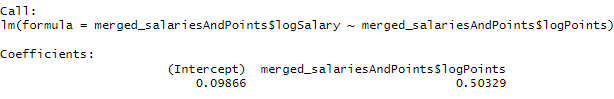 Call:
lm(formula = merged_salariesAndPoints$logSalary ~ merged_salariesAndPoints$logPoints)
Coefficients:
(Intercept) merged_salariesAndPoints$logPoints
0.09866 0.50329